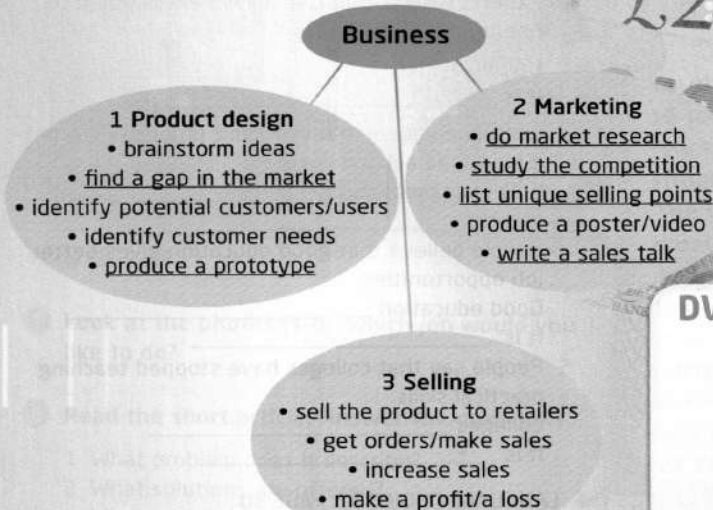 £2
Business
1 Product design
• brainstorm ideas
• find a gap in the market
• identify potential customers/users
• identify customer needs
• produce a prototype
2 Marketing
• do market research
• study the competition
• list unique selling points
• produce a poster/video
• write a sales talk
DV
3 Selling
• sell the product to retailers
• get orders/make sales
• increase sales
• make a profit/a loss